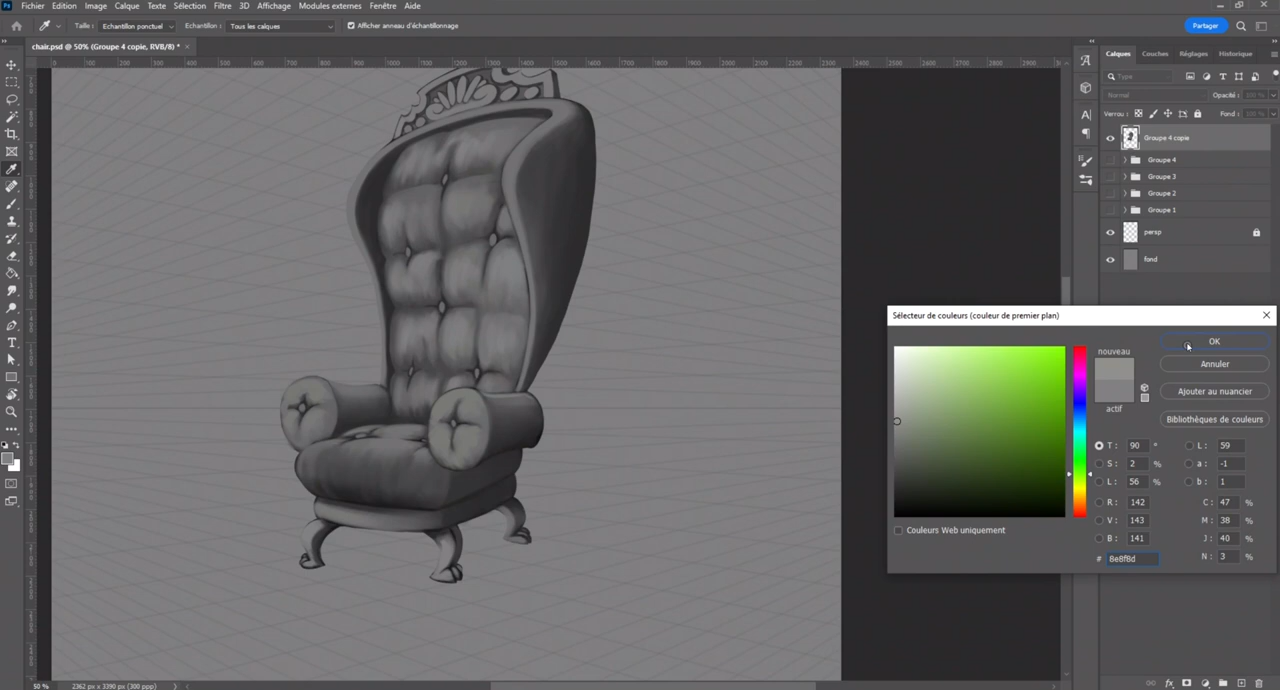 Ps Fichier Edition Image Calque Texte Sélection Filtre 3D Affichage Modules externes Fenêtre Aide
Taille : Echantillon ponctuel Echantillon : Tous les calques Afficher anneau d'échantillonnage Partager
chair.psd @ 50% (Groupe 4 copie, RVB/8) * ×
Calques Couches Réglages Historique
Type
Normal Opacité : 100 %
Verrou : Fond : 100 %
Groupe 4 copie
Groupe 4
Groupe 3
Groupe 2
Groupe 1
persp
fond
Sélecteur de couleurs (couleur de premier plan)
nouveau
actif
OK
Annuler
Ajouter au nuancier
Bibliothèques de couleurs
T : 90 ° L : 59
S : 2 % a : -1
L : 56 % b : 1
R : 142 C : 47 %
V : 143 M : 38 %
B : 141 J : 40 %
# 8e8f8d N : 3 %
Couleurs Web uniquement
50 % 2362 px x 3390 px (300 ppp)